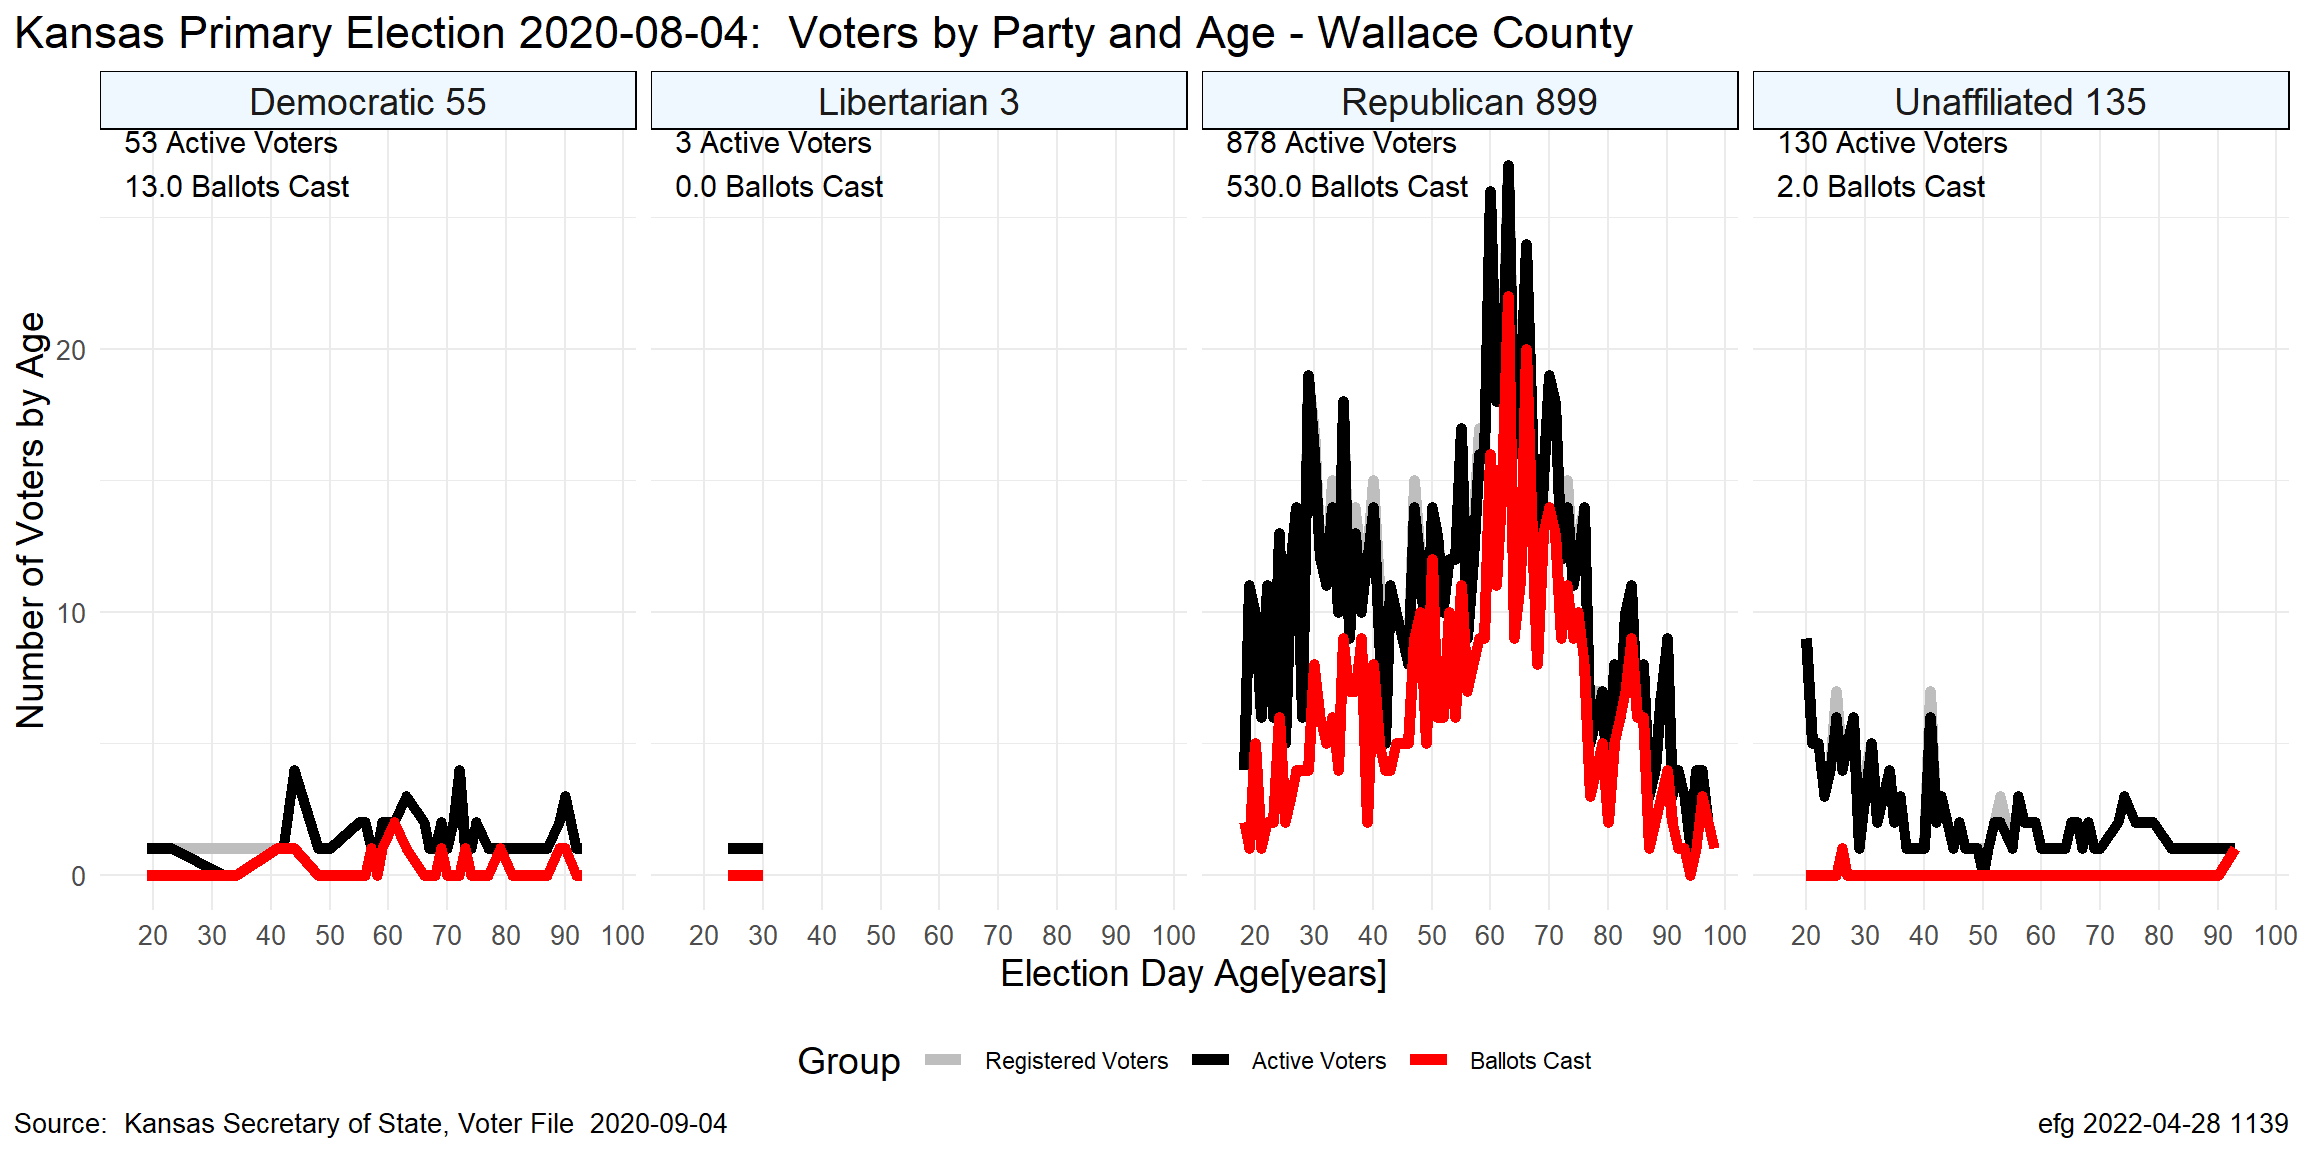 Kansas Primary Election 2020-08-04:  Voters by Party and Age - Wallace County
Democratic 55
Libertarian 3
Republican 899
Unaffiliated 135
53 Active Voters
13.0 Ballots Cast
3 Active Voters
0.0 Ballots Cast
878 Active Voters
530.0 Ballots Cast
130 Active Voters
2.0 Ballots Cast
Number of Voters by Age
20
10
0
20 30 40 50 60 70 80 90 100
20 30 40 50 60 70 80 90 100
20 30 40 50 60 70 80 90 100
20 30 40 50 60 70 80 90 100
Election Day Age[years]
Group Registered Voters Active Voters Ballots Cast
Source:  Kansas Secretary of State, Voter File  2020-09-04
efg 2022-04-28 1139